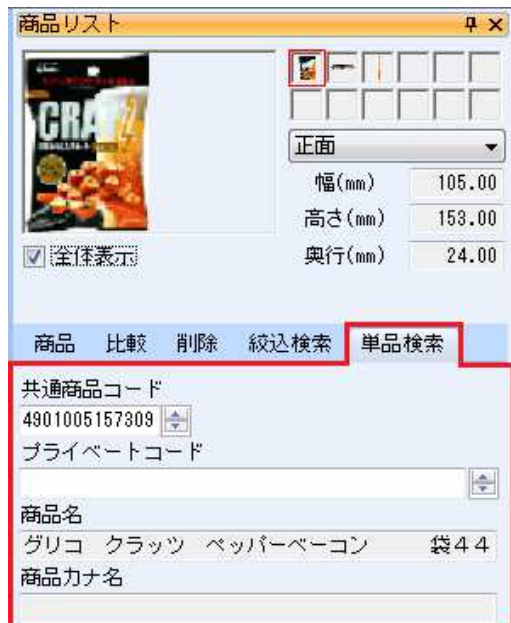 商品リスト
CRATZ
正面
幅(mm) 105.00
高さ(mm) 153.00
奥行(mm) 24.00
全体表示
商品 比較 削除 絞込検索 単品検索
共通商品コード
4901005157309
プライベートコード
商品名
グリコ クラッツ ペッパーベーコン 袋44
商品カナ名